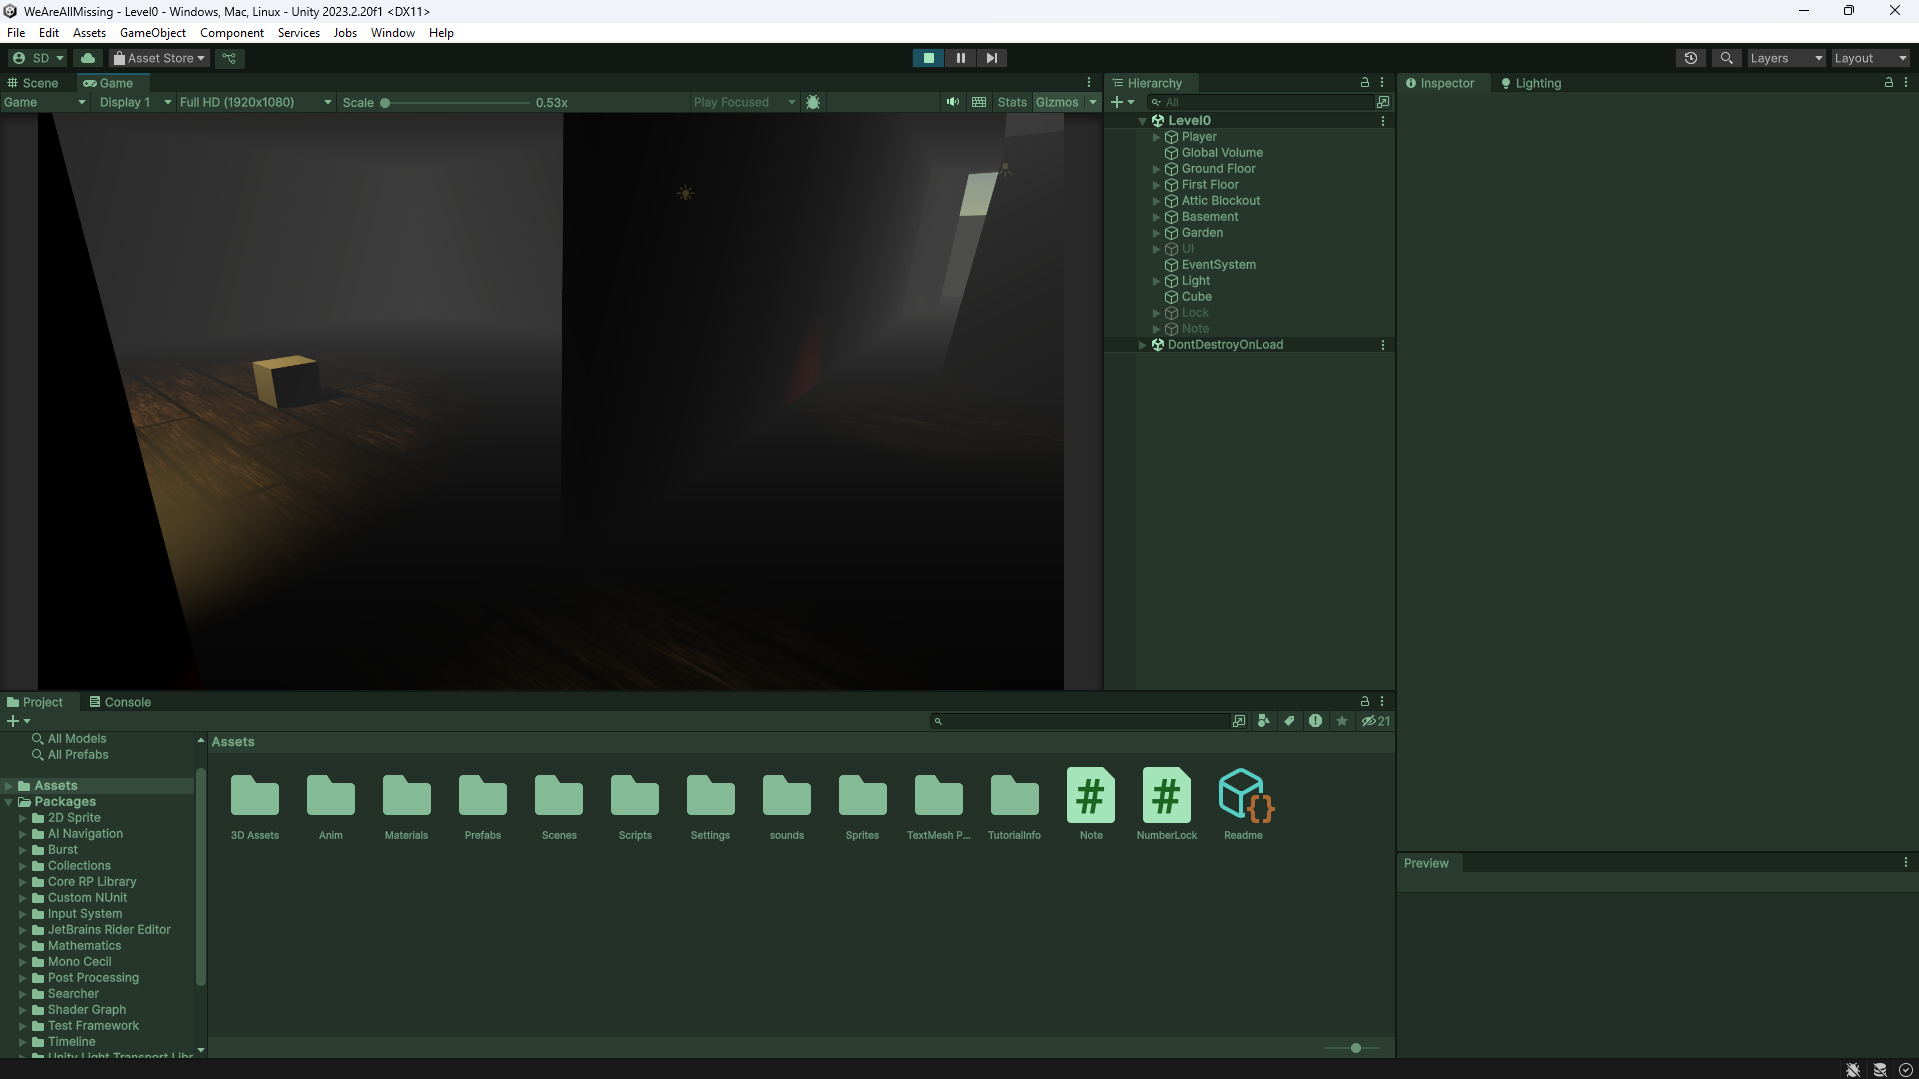 WeAreAllMissing - Level0 - Windows, Mac, Linux - Unity 2023.2.20f1 <DX11>
File Edit Assets GameObject Component Services Jobs Window Help
SD Asset Store Layers Layout
Scene Game
Game Display 1 Full HD (1920x1080) Scale 0.53x Play Focused Stats Gizmos
Hierarchy
All
Level0
Player
Global Volume
Ground Floor
First Floor
Attic Blockout
Basement
Garden
UI
EventSystem
Light
Cube
Lock
Note
DontDestroyOnLoad
Inspector Lighting
Project Console
21
All Models
All Prefabs
Assets
Packages
2D Sprite
AI Navigation
Burst
Collections
Core RP Library
Custom NUnit
Input System
JetBrains Rider Editor
Mathematics
Mono Cecil
Post Processing
Searcher
Shader Graph
Test Framework
Timeline
Unity Light Transport Libr
Assets
3D Assets Anim Materials Prefabs Scenes Scripts Settings sounds Sprites TextMesh P... TutorialInfo Note NumberLock Readme
Preview